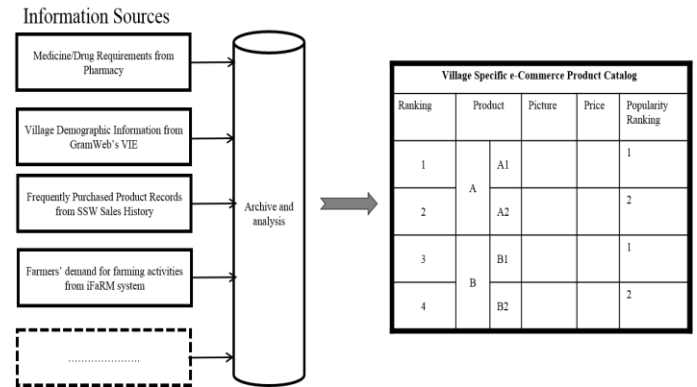 Information Sources
Medicine/Drug Requirements from
Pharmacy
Village Demographic Information from
GramWeb's VIE
Frequently Purchased Product Records
from SSW Sales History
Farmers' demand for farming activities
from iFaRM system
......................
Archive and
analysis
Village Specific e-Commerce Product Catalog
Ranking Product Picture Price Popularity
Ranking
1 A A1 1
2 A2 2
3 B B1 1
4 B2 2